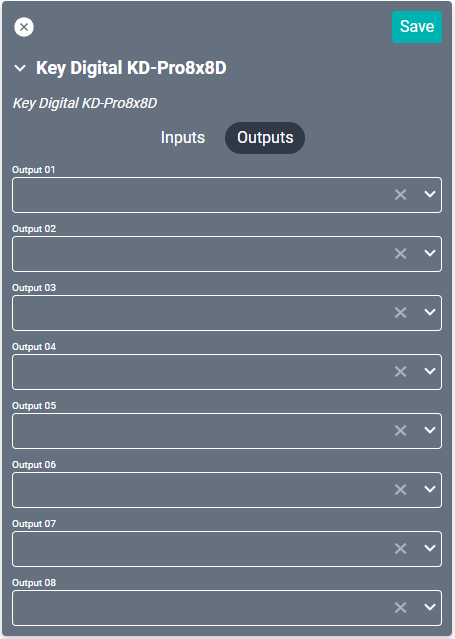 Save
Key Digital KD-Pro8x8D
Key Digital KD-Pro8x8D
Inputs Outputs
Output 01
Output 02
Output 03
Output 04
Output 05
Output 06
Output 07
Output 08